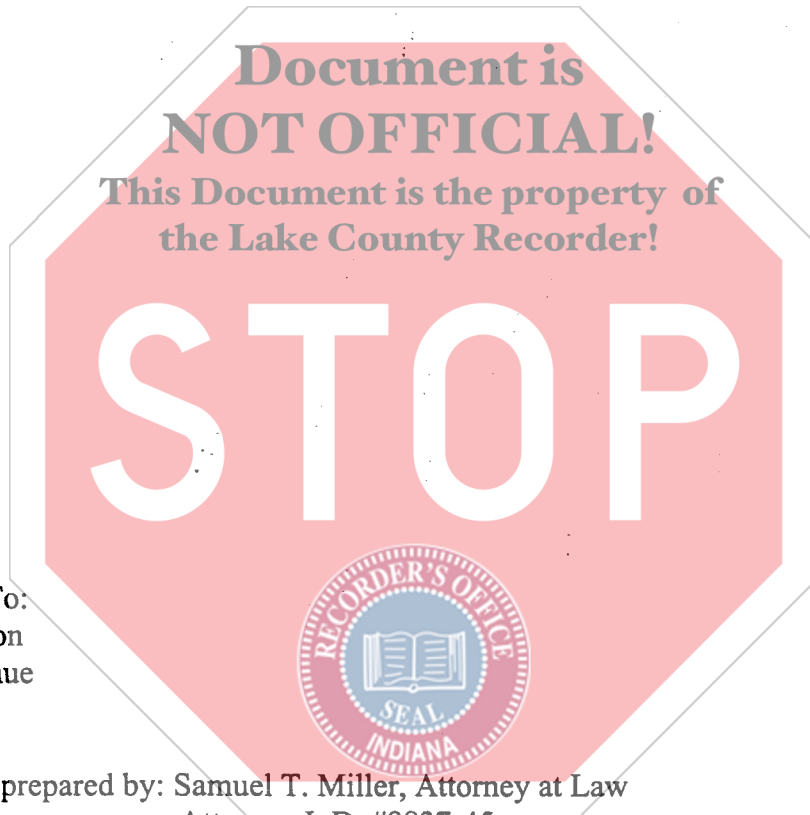 Document is
NOT OFFICIAL!
This Document is the property of
the Lake County Recorder!
STOP
To:
on
nue
RECORDER'S OFFICE
SEAL
INDIANA
prepared by: Samuel T. Miller, Attorney at Law